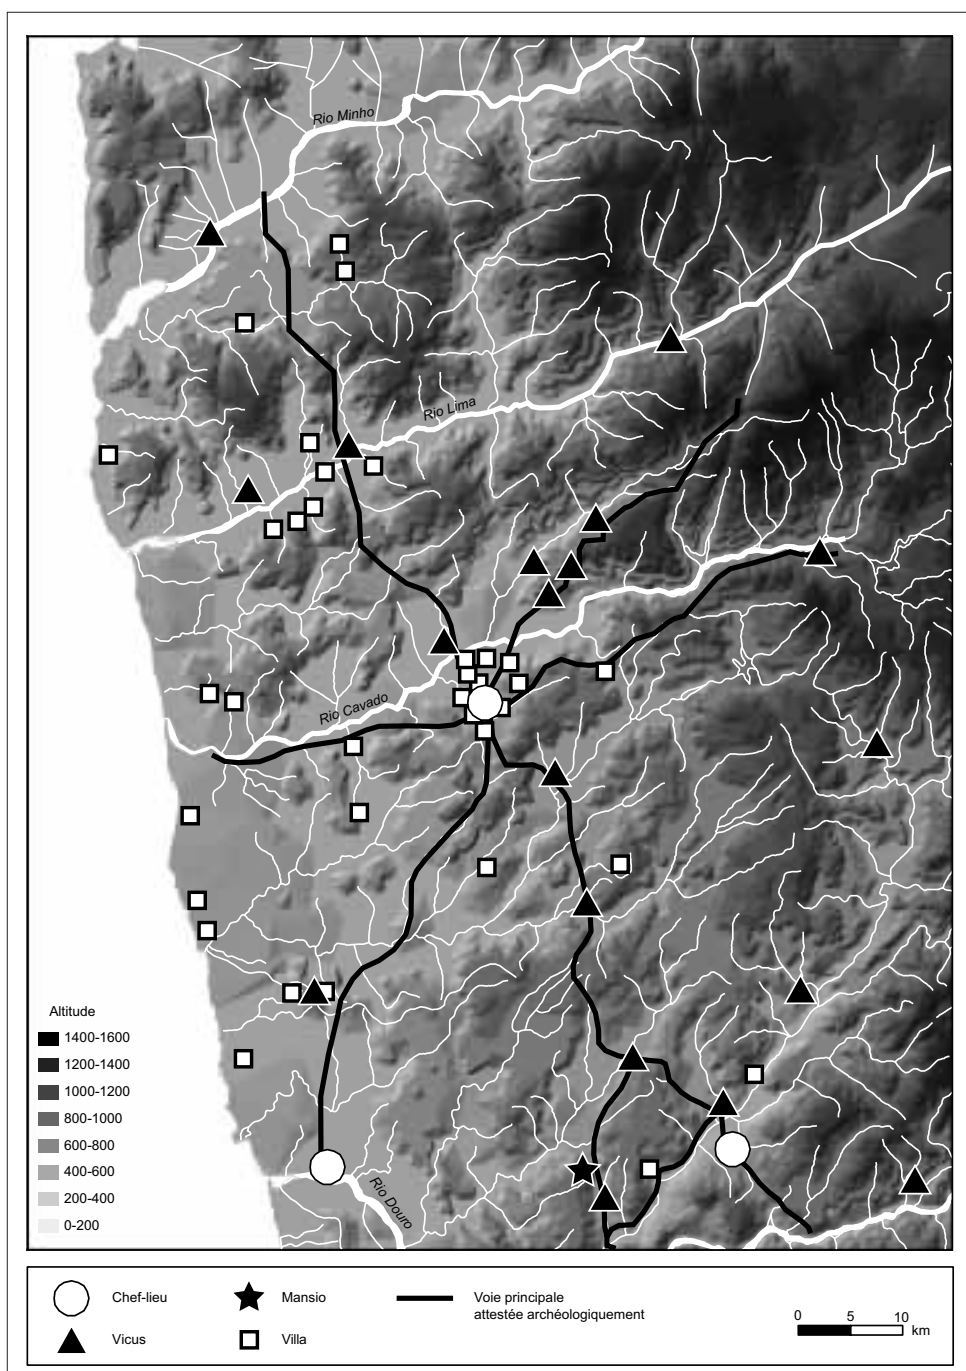 Rio Minho
Rio Lima
Rio Cavado
Rio Douro
Altitude
1400-1600
1200-1400
1000-1200
800-1000
600-800
400-600
200-400
0-200
Chef-lieu
Mansio
Voie principale
attestée archéologiquement
Vicus
Villa
0 5 10
km